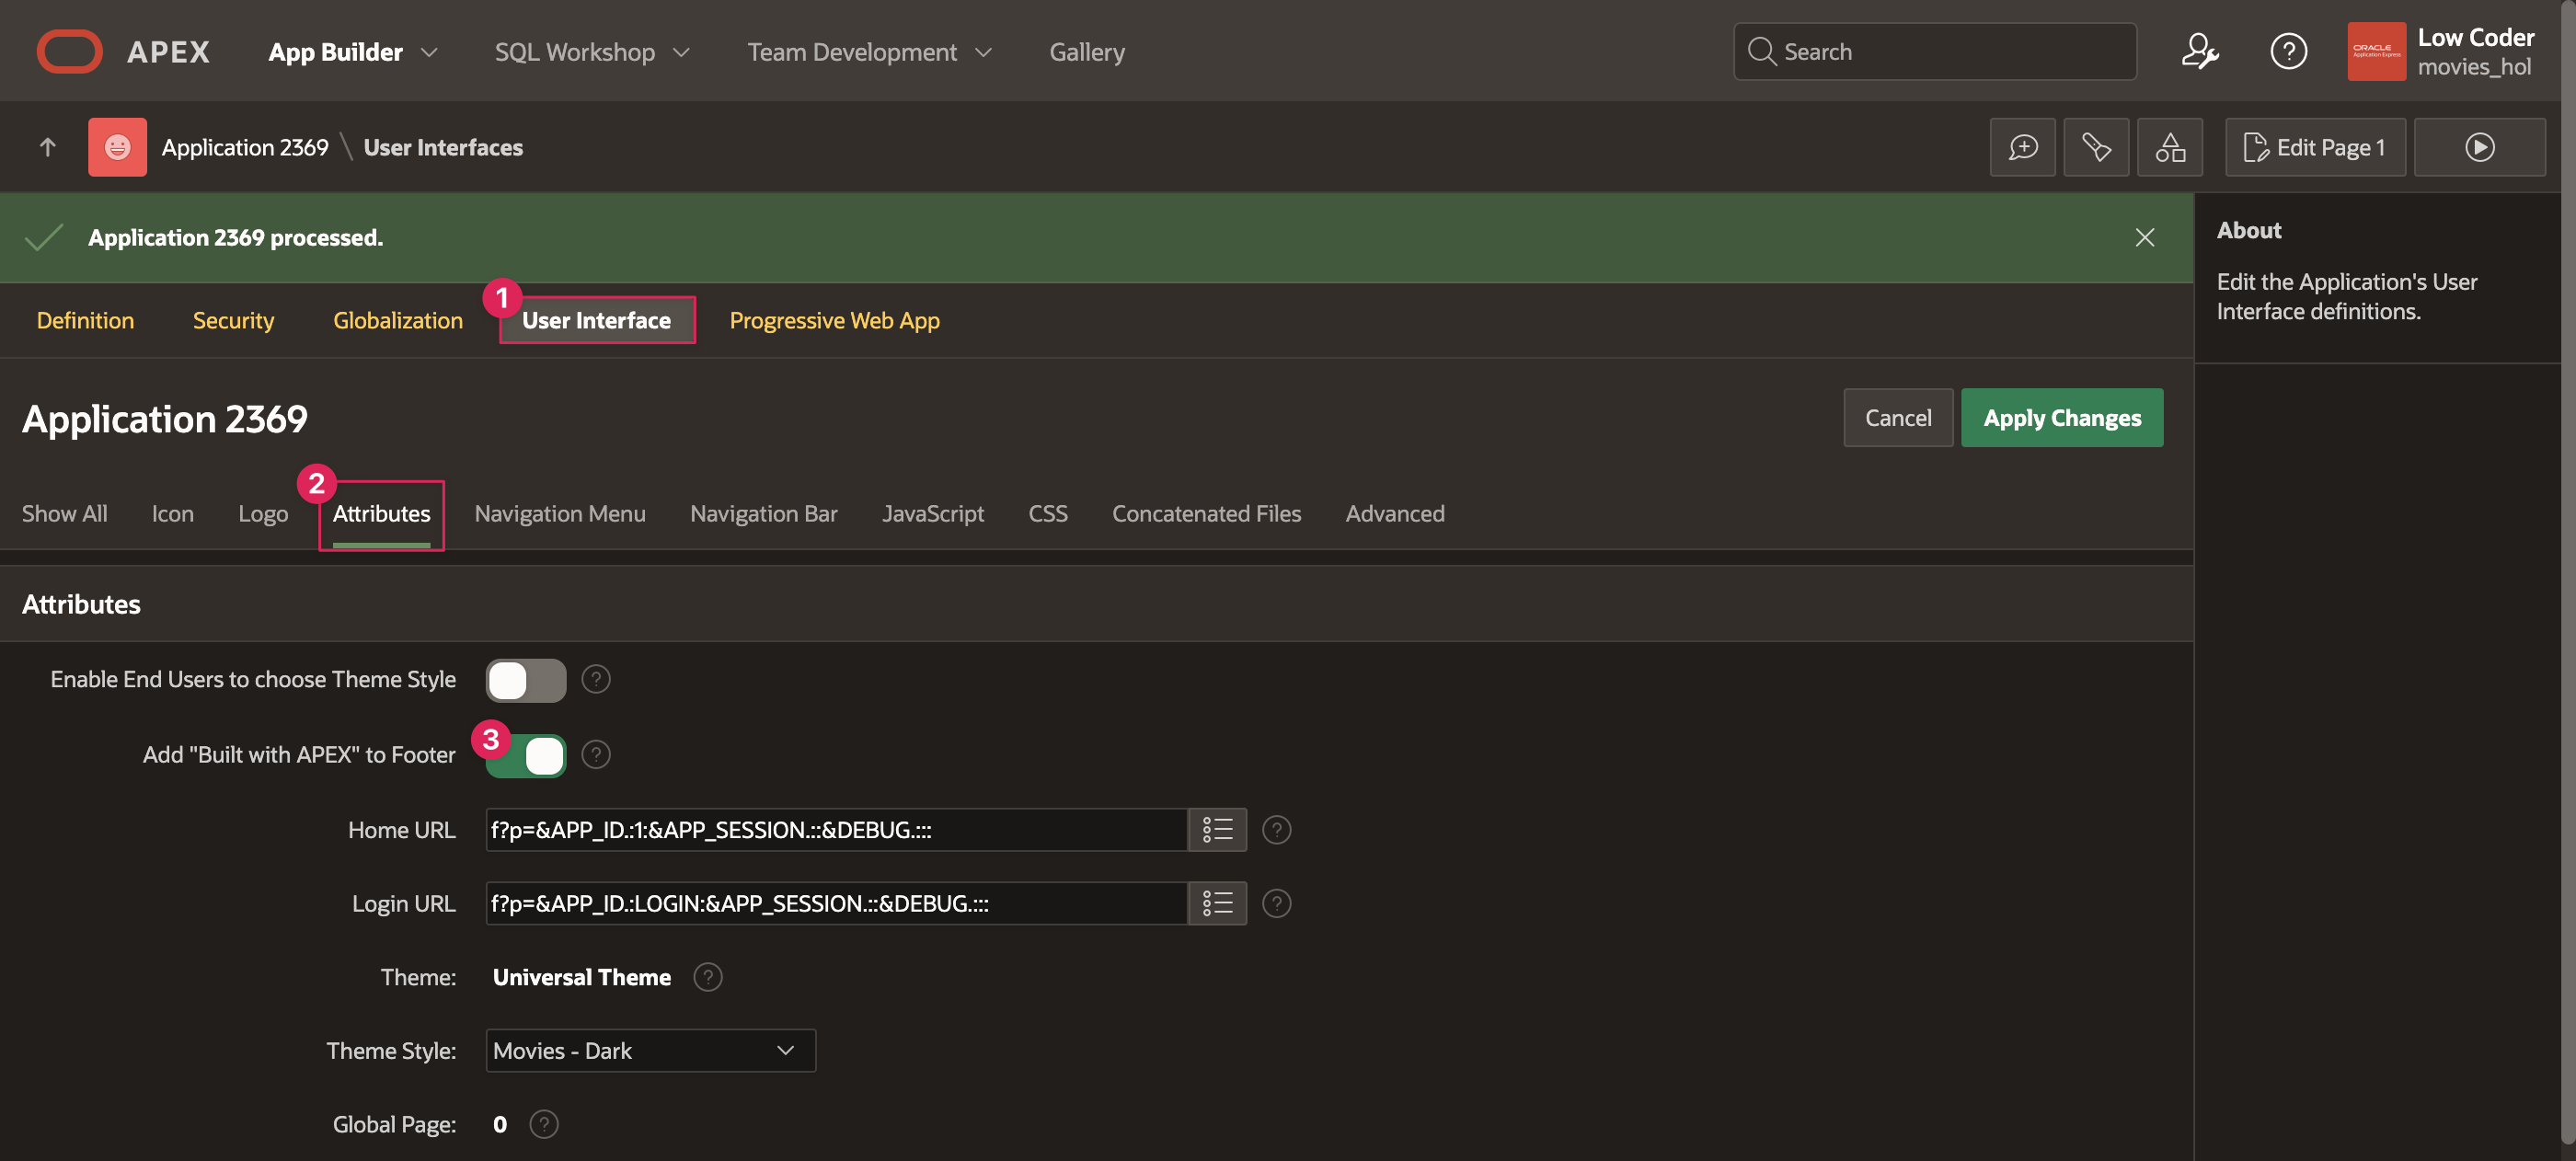 APEX App Builder SQL Workshop Team Development Gallery Search Low Coder
movies_hol
ORACLE
Application Express
Application 2369 \ User Interfaces Edit Page 1
Application 2369 processed.
About
Edit the Application's User
Interface definitions.
1
Definition Security Globalization User Interface Progressive Web App
Application 2369 Cancel Apply Changes
2
Show All Icon Logo Attributes Navigation Menu Navigation Bar JavaScript CSS Concatenated Files Advanced
Attributes
Enable End Users to choose Theme Style ?
3
Add "Built with APEX" to Footer ?
Home URL f?p=&APP_ID.:1:&APP_SESSION.::&DEBUG.::: ?
Login URL f?p=&APP_ID.:LOGIN:&APP_SESSION.::&DEBUG.::: ?
Theme: Universal Theme ?
Theme Style: Movies - Dark
Global Page: 0 ?